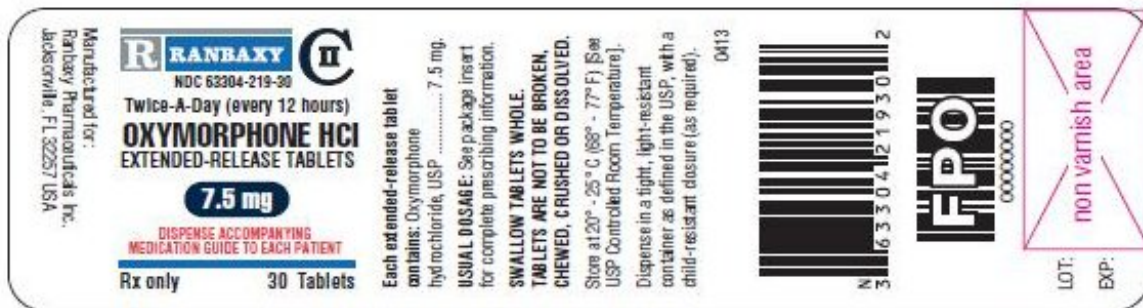 Manufactured for:
Ranbaxy Pharmaceuticals Inc.
Jacksonville, FL 32257 USA
R RANBAXY
CII
NDC 63304-219-30
Twice-A-Day (every 12 hours)
OXYMORPHONE HCl
EXTENDED-RELEASE TABLETS
7.5 mg
DISPENSE ACCOMPANYING
MEDICATION GUIDE TO EACH PATIENT
Rx only 30 Tablets
Each extended-release tablet
contains: Oxymorphone
hydrochloride, USP ................ 7.5 mg.
USUAL DOSAGE: See package insert
for complete prescribing information.
SWALLOW TABLETS WHOLE.
TABLETS ARE NOT TO BE BROKEN,
CHEWED, CRUSHED OR DISSOLVED.
Store at 20° - 25° C (68° - 77° F) [See
USP Controlled Room Temperature].
Dispense in a tight, light-resistant
container as defined in the USP, with a
child-resistant closure (as required).
0413
N
3 63304 21930 2
FPO
00000000
non varnish area
LOT:
EXP: